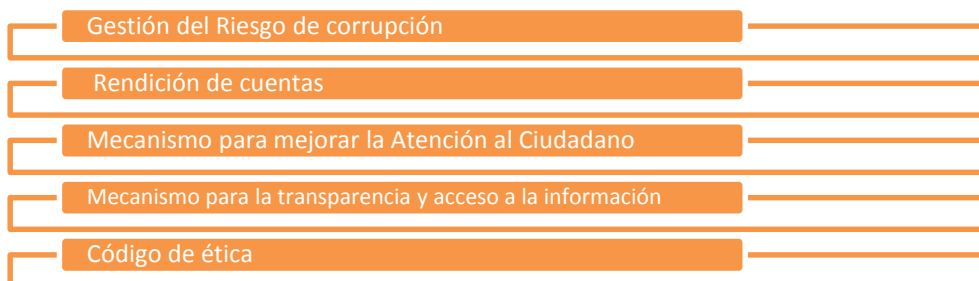 Gestión del Riesgo de corrupción
Rendición de cuentas
Mecanismo para mejorar la Atención al Ciudadano
Mecanismo para la transparencia y acceso a la información
Código de ética